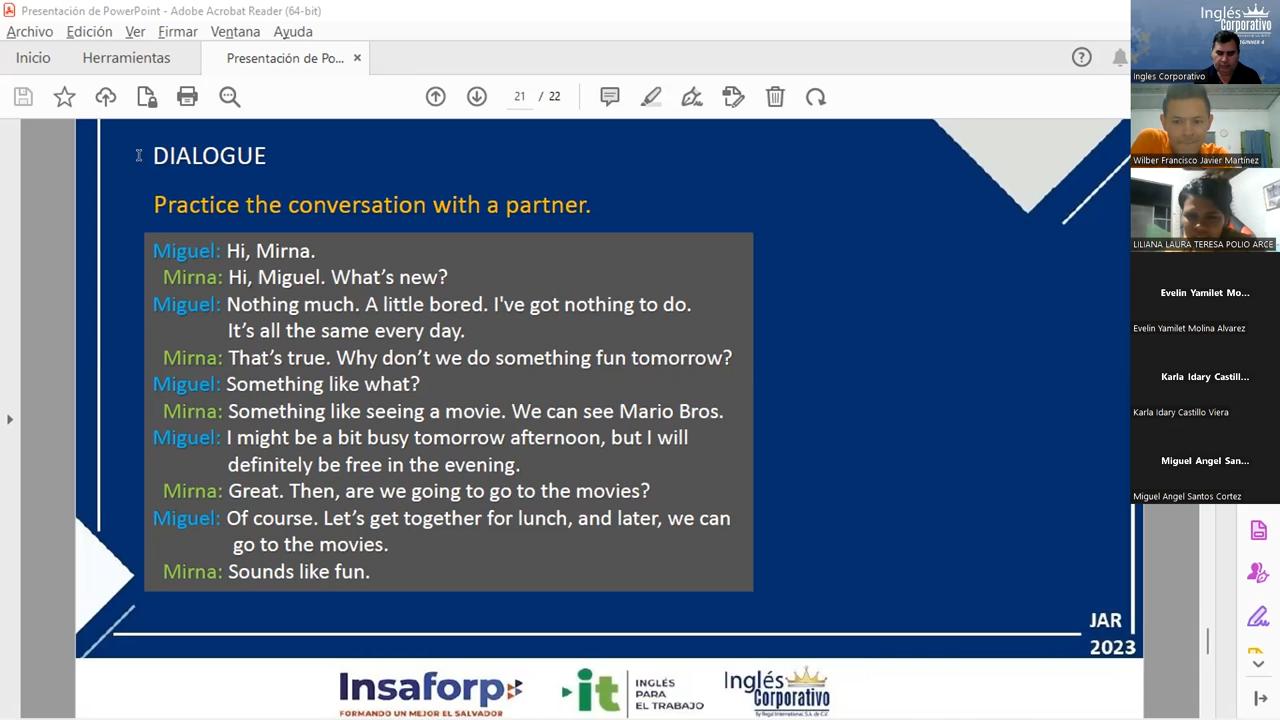 Presentación de PowerPoint - Adobe Acrobat Reader (64-bit)
Archivo Edición Ver Firmar Ventana Ayuda
Inicio Herramientas Presentación de Po... ×
21 / 22
DIALOGUE
Practice the conversation with a partner.
Miguel: Hi, Mirna.
Mirna: Hi, Miguel. What's new?
Miguel: Nothing much. A little bored. I've got nothing to do.
It's all the same every day.
Mirna: That's true. Why don't we do something fun tomorrow?
Miguel: Something like what?
Mirna: Something like seeing a movie. We can see Mario Bros.
Miguel: I might be a bit busy tomorrow afternoon, but I will
definitely be free in the evening.
Mirna: Great. Then, are we going to go to the movies?
Miguel: Of course. Let's get together for lunch, and later, we can
go to the movies.
Mirna: Sounds like fun.
JAR
2023
Insaforp
FORMANDO UN MEJOR EL SALVADOR
it INGLÉS
PARA
EL TRABAJO
Inglés
Corporativo
Inglés
Corporativo
Ingles Corporativo
Wilber Francisco Javier Martínez
LILIANA LAURA TERESA POLIO ARCE
Evelin Yamilet Mo...
Evelin Yamilet Molina Alvarez
Karla Idary Castill...
Karla Idary Castillo Viera
Miguel Angel San...
Miguel Angel Santos Cortez